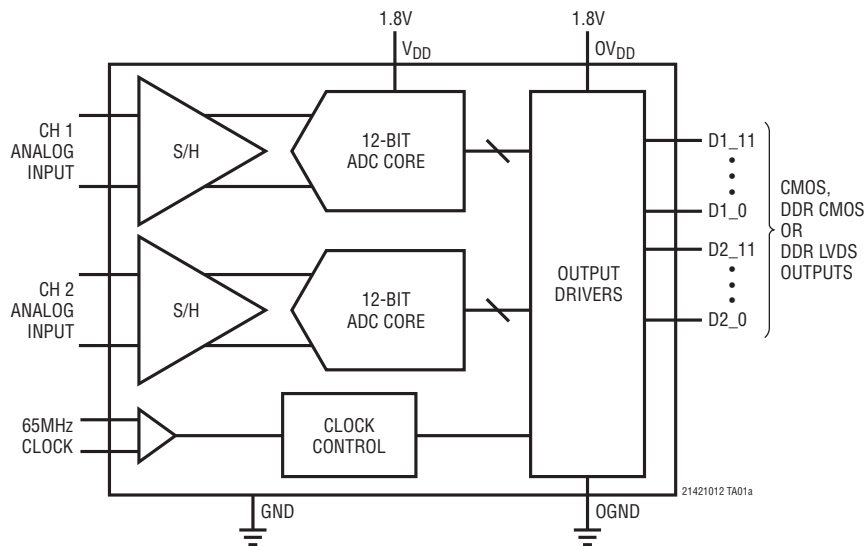 1.8V
1.8V
VDD
OVDD
CH 1
ANALOG
INPUT
S/H
12-BIT
ADC CORE
D1_11
D1_0
CMOS,
DDR CMOS
OR
DDR LVDS
OUTPUTS
CH 2
ANALOG
INPUT
S/H
12-BIT
ADC CORE
OUTPUT
DRIVERS
D2_11
D2_0
65MHz
CLOCK
CLOCK
CONTROL
GND
OGND
21421012 TA01a